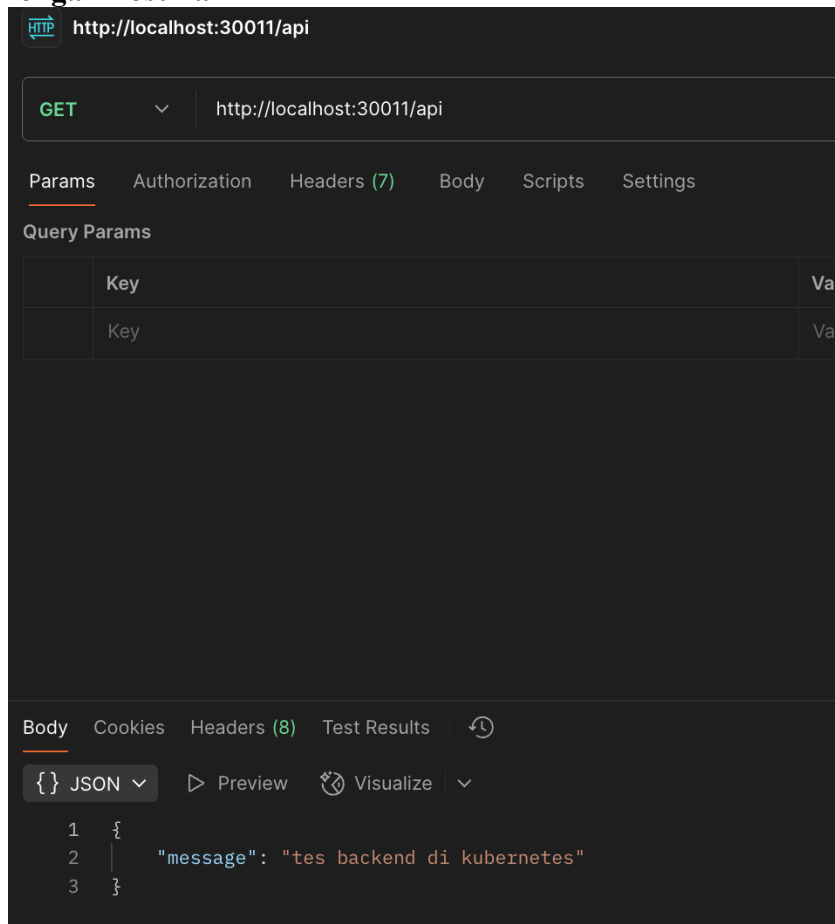 HTTP http://localhost:30011/api
GET http://localhost:30011/api
Params Authorization Headers (7) Body Scripts Settings
Query Params
Key Va
Key Va
Body Cookies Headers (8) Test Results
{} JSON Preview Visualize
1 {
2 "message": "tes backend di kubernetes"
3 }